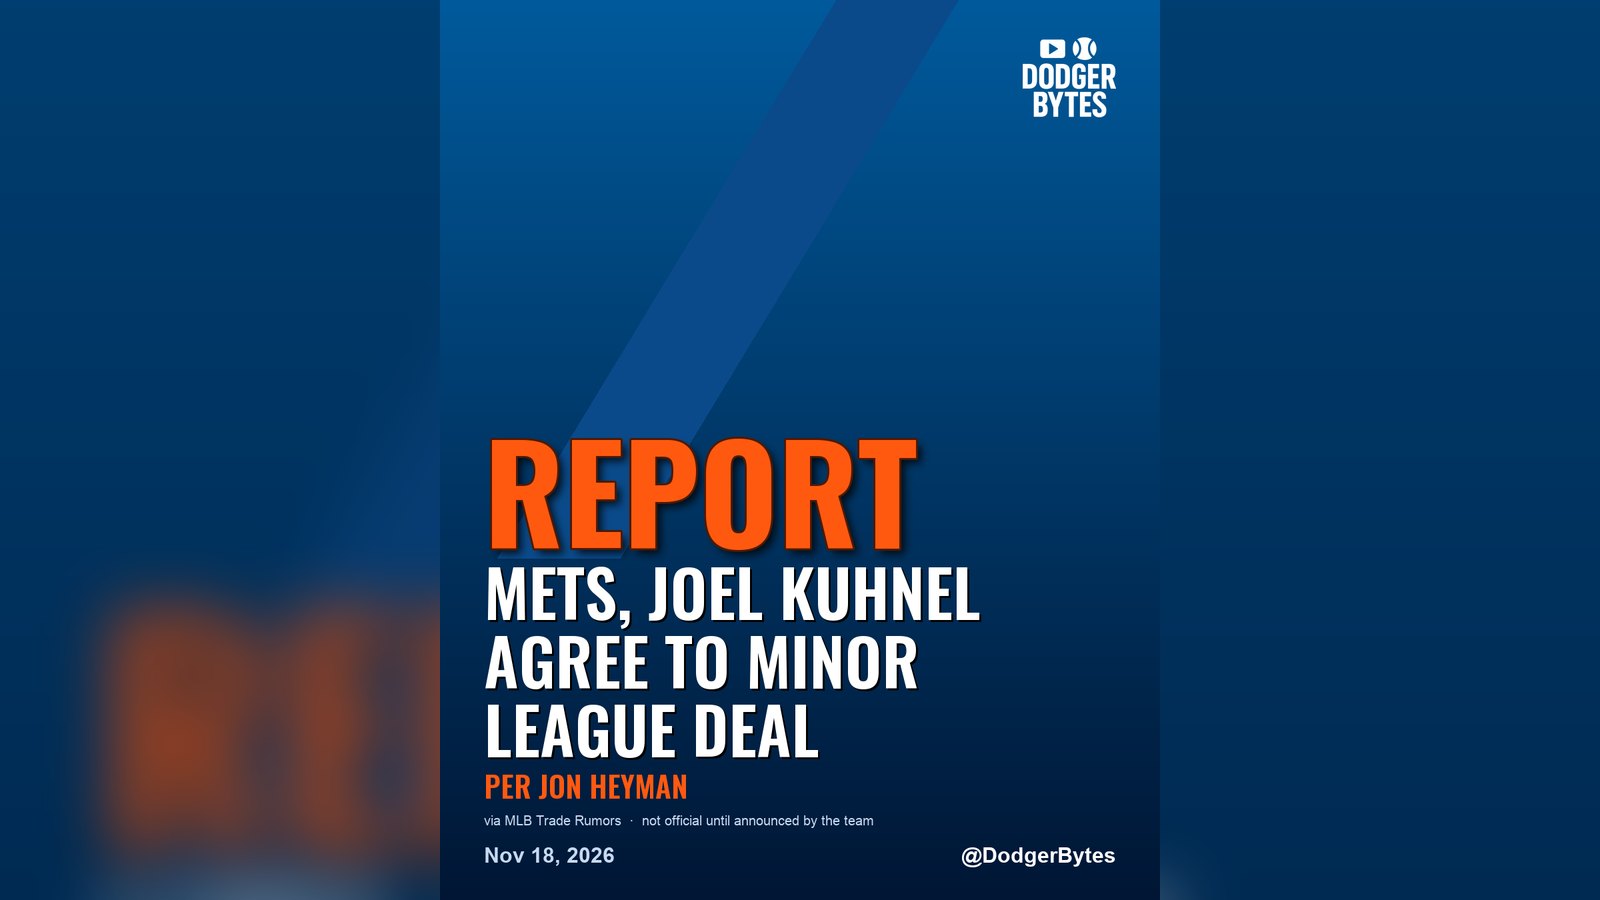 DODGER
BYTES
REPORT
METS, JOEL KUHNEL
AGREE TO MINOR
LEAGUE DEAL
PER JON HEYMAN
via MLB Trade Rumors · not official until announced by the team
Nov 18, 2026
@DodgerBytes